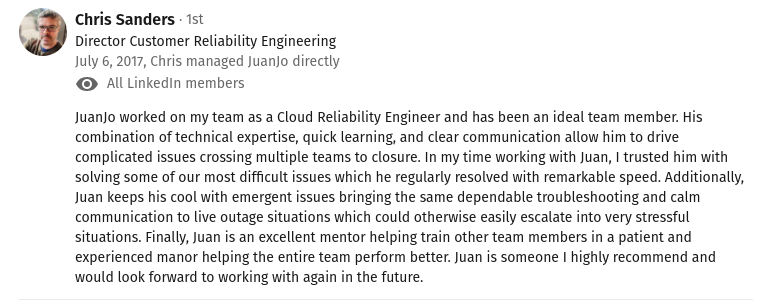 Chris Sanders · 1st
Director Customer Reliability Engineering
July 6, 2017, Chris managed JuanJo directly
All LinkedIn members
JuanJo worked on my team as a Cloud Reliability Engineer and has been an ideal team member. His
combination of technical expertise, quick learning, and clear communication allow him to drive
complicated issues crossing multiple teams to closure. In my time working with Juan, I trusted him with
solving some of our most difficult issues which he regularly resolved with remarkable speed. Additionally,
Juan keeps his cool with emergent issues bringing the same dependable troubleshooting and calm
communication to live outage situations which could otherwise easily escalate into very stressful
situations. Finally, Juan is an excellent mentor helping train other team members in a patient and
experienced manor helping the entire team perform better. Juan is someone I highly recommend and
would look forward to working with again in the future.